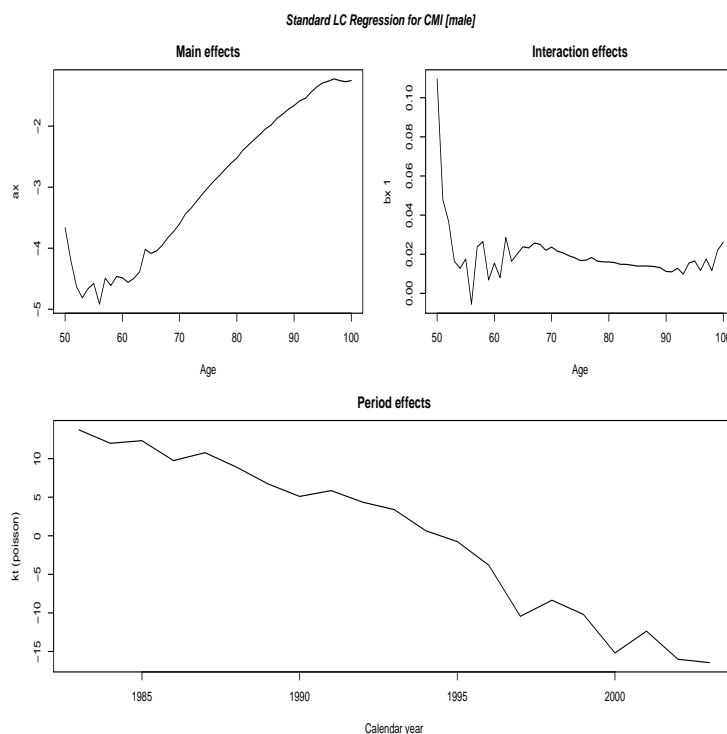 Standard LC Regression for CMI [male]
Main effects
ax
−2
−3
−4
−5
50 60 70 80 90 100
Age
Interaction effects
bx 1
0.10
0.08
0.06
0.04
0.02
0.00
50 60 70 80 90 100
Age
Period effects
kt (poisson)
10
5
0
−5
−10
−15
1985 1990 1995 2000
Calendar year